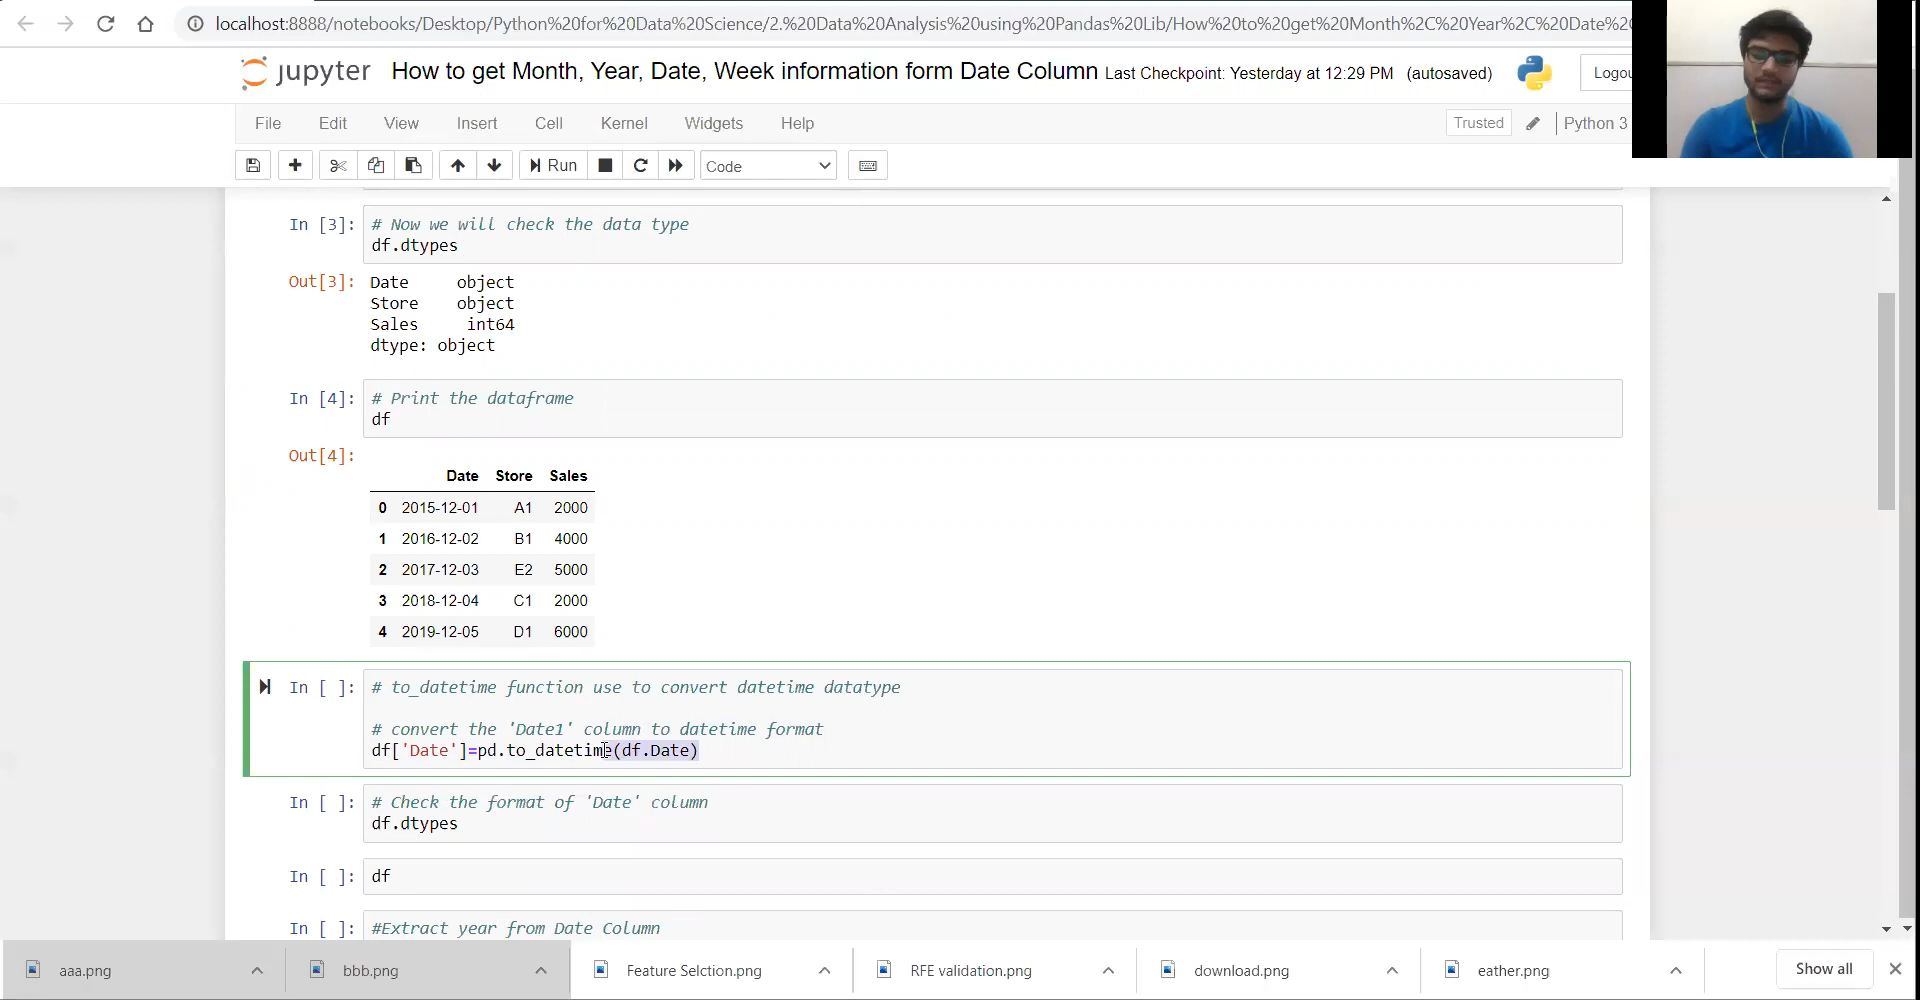 localhost:8888/notebooks/Desktop/Python%20for%20Data%20Science/2.%20Data%20Analysis%20using%20Pandas%20Lib/How%20to%20get%20Month%2C%20Year%2C%20Date%2C
jupyter How to get Month, Year, Date, Week information form Date Column Last Checkpoint: Yesterday at 12:29 PM (autosaved) Logou
File Edit View Insert Cell Kernel Widgets Help Trusted Python 3
Run Code
In [3]: # Now we will check the data type
df.dtypes
Out[3]: Date object
Store object
Sales int64
dtype: object
In [4]: # Print the dataframe
df
Out[4]:
Date Store Sales
0 2015-12-01 A1 2000
1 2016-12-02 B1 4000
2 2017-12-03 E2 5000
3 2018-12-04 C1 2000
4 2019-12-05 D1 6000
In [ ]: # to_datetime function use to convert datetime datatype
# convert the 'Date1' column to datetime format
df['Date']=pd.to_datetime(df.Date)
In [ ]: # Check the format of 'Date' column
df.dtypes
In [ ]: df
In [ ]: #Extract year from Date Column
aaa.png bbb.png Feature Selction.png RFE validation.png download.png eather.png Show all